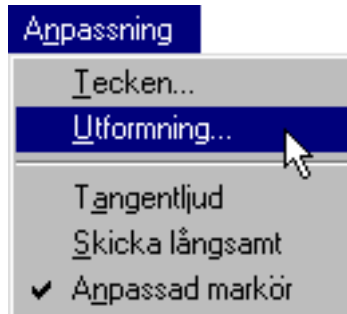 Anpassning
Tecken...
Utformning...
Tangentljud
Skicka långsamt
Anpassad markör